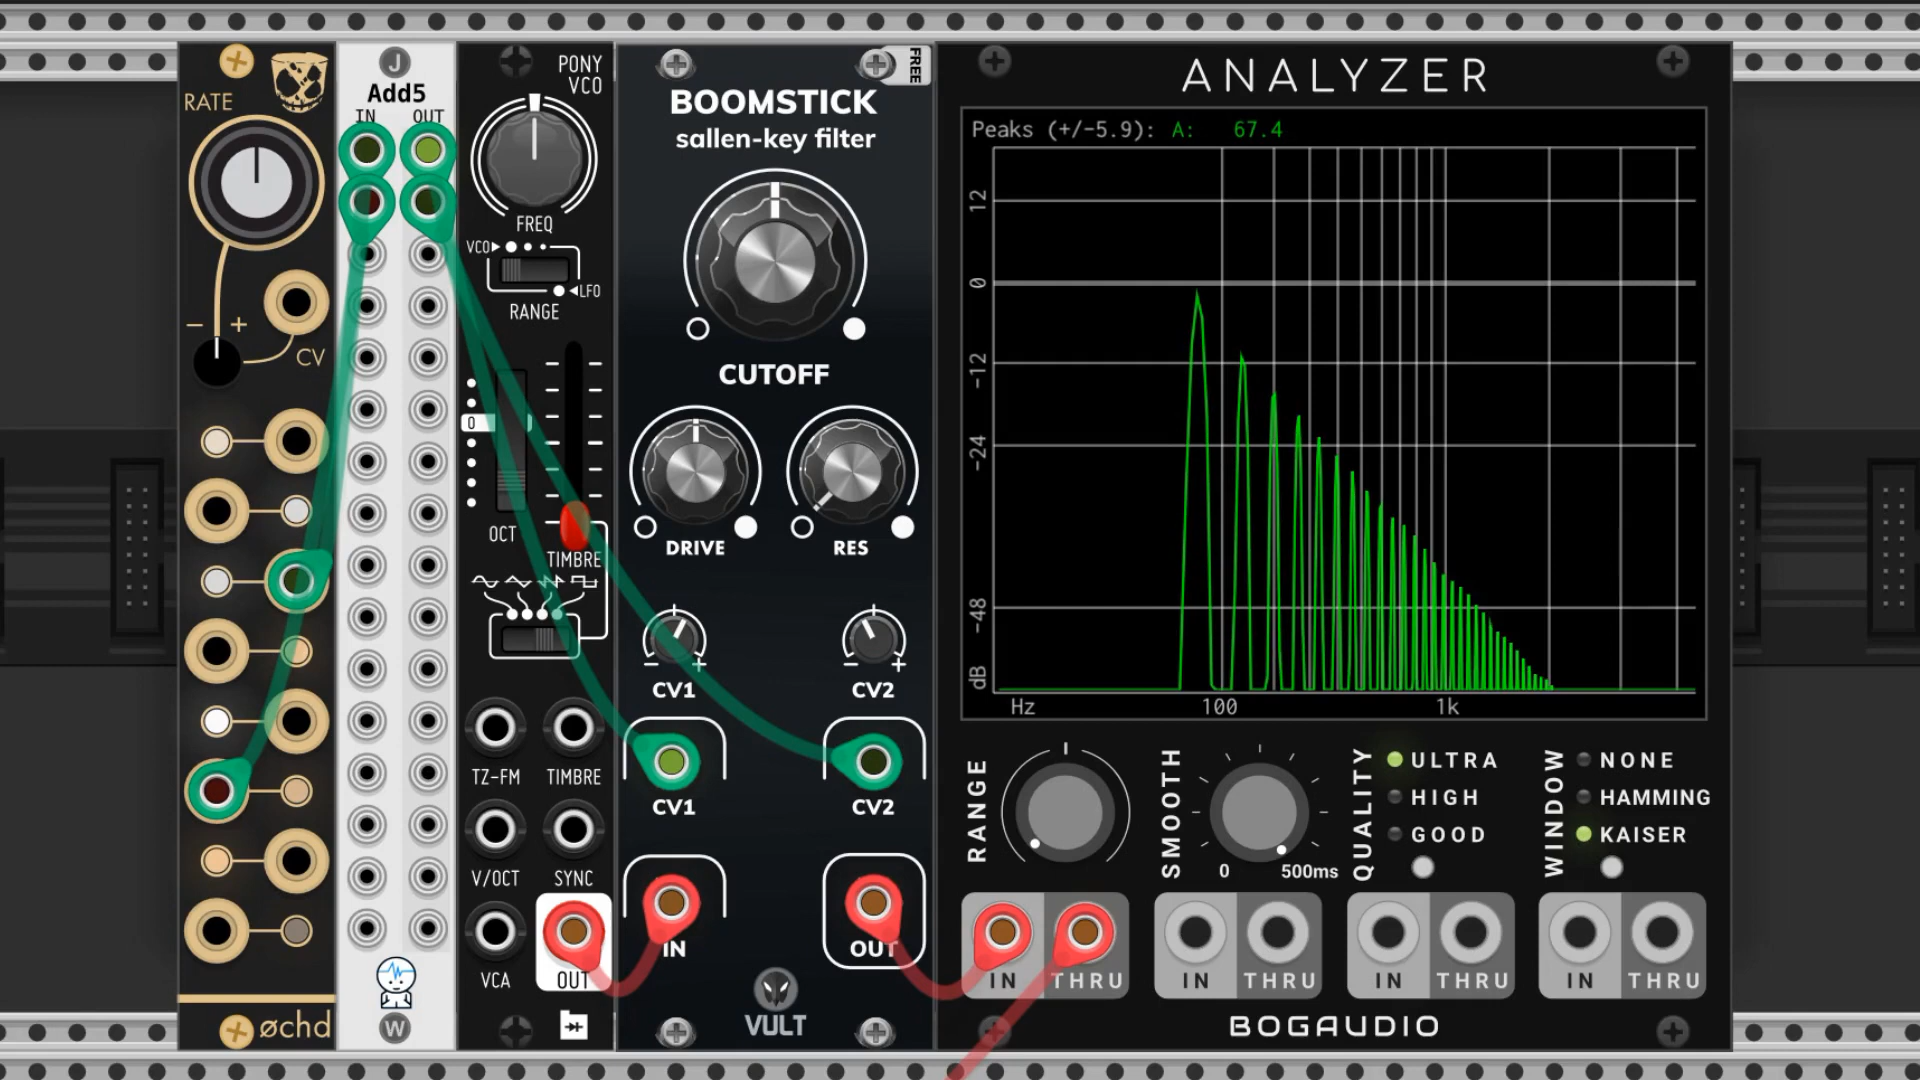 RATE
- +
CV
øchd
J
Add5
IN OUT
W
PONY
VCO
FREQ
VCO
LFO
RANGE
0
OCT
TIMBRE
TZ-FM TIMBRE
V/OCT SYNC
VCA OUT
FREE
BOOMSTICK
sallen-key filter
CUTOFF
DRIVE RES
- + - +
CV1 CV2
CV1 CV2
IN OUT
VULT
ANALYZER
Peaks (+/-5.9): A: 67.4
12
0
-12
-24
-48
dB
Hz 100 1k
RANGE
SMOOTH
0 500ms
QUALITY
ULTRA
HIGH
GOOD
WINDOW
NONE
HAMMING
KAISER
IN THRU IN THRU IN THRU IN THRU
BOGAUDIO